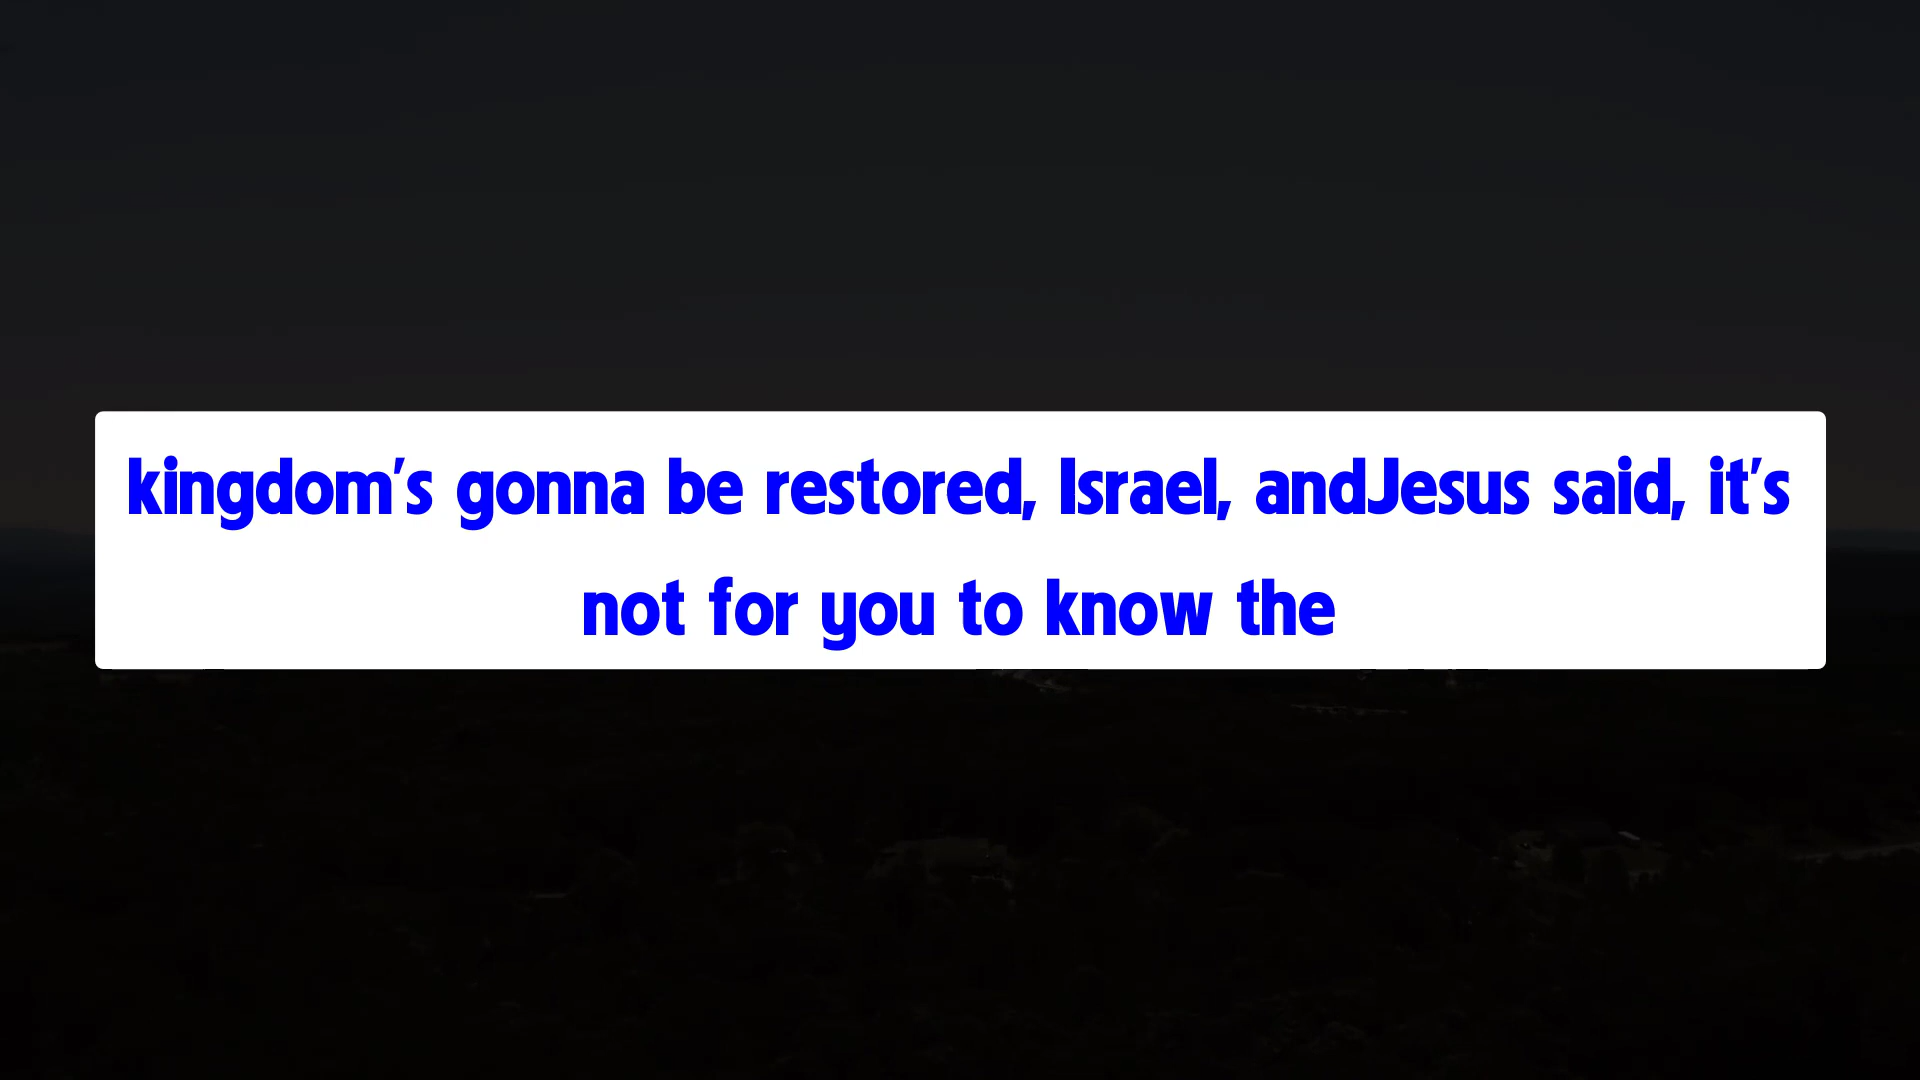 kingdom's gonna be restored, Israel, andJesus said, it's
not for you to know the